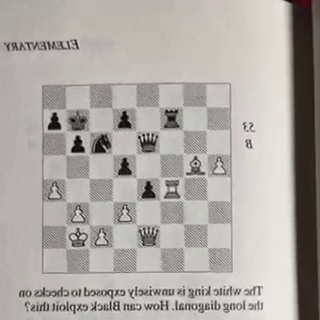 ELEMENTARY
53
B
The white king is unwisely exposed to checks on
the long diagonal. How can Black exploit this?